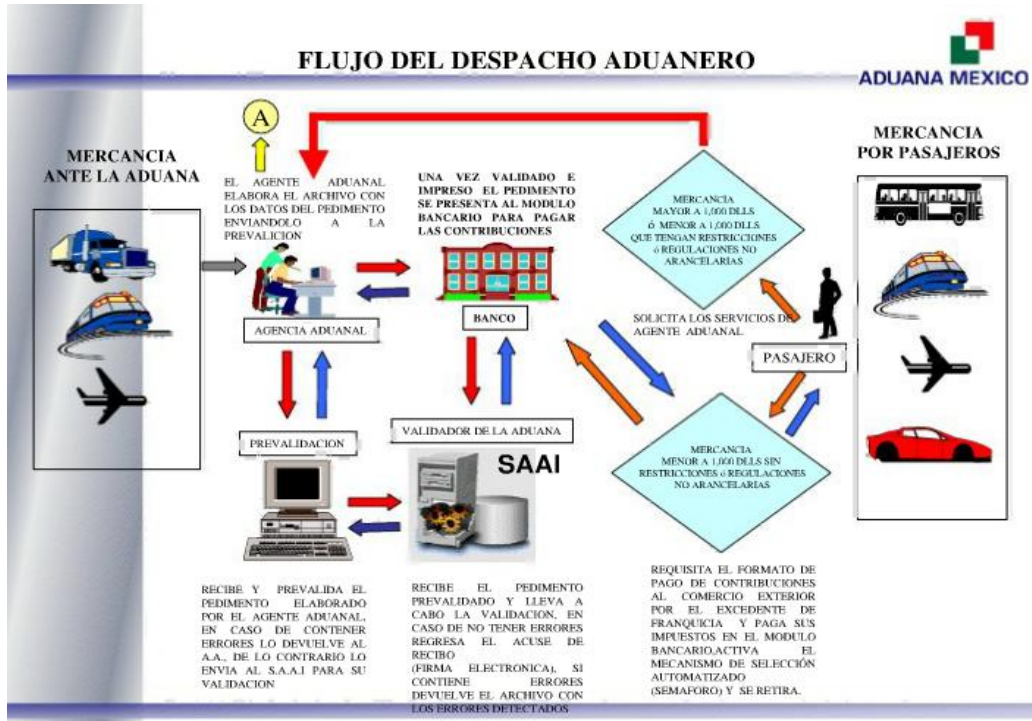 FLUJO DEL DESPACHO ADUANERO
ADUANA MEXICO
MERCANCIA
ANTE LA ADUANA
A
EL AGENTE ADUANAL
ELABORA EL ARCHIVO CON
LOS DATOS DEL PEDIMENTO
ENVIANDOLO A LA
PREVALICION
AGENCIA ADUANAL
UNA VEZ VALIDADO E
IMPRESO EL PEDIMENTO
SE PRESENTA AL MODULO
BANCARIO PARA PAGAR
LAS CONTRIBUCIONES
BANCO
MERCANCIA
MAYOR A 1,000 DLLS
ó MENOR A 1,000 DLLS
QUE TENGAN RESTRICCIONES
ó REGULACIONES NO
ARANCELARIAS
SOLICITA LOS SERVICIOS DE
AGENTE ADUANAL
MERCANCIA
POR PASAJEROS
PASAJERO
PREVALIDACION
VALIDADOR DE LA ADUANA
SAAI
MERCANCIA
MENOR A 1,000 DLLS SIN
RESTRICCIONES ó REGULACIONES
NO ARANCELARIAS
RECIBE Y PREVALIDA EL
PEDIMENTO ELABORADO
POR EL AGENTE ADUANAL,
EN CASO DE CONTENER
ERRORES LO DEVUELVE AL
A.A., DE LO CONTRARIO LO
ENVIA AL S.A.A.I PARA SU
VALIDACION
RECIBE EL PEDIMENTO
PREVALIDADO Y LLEVA A
CABO LA VALIDACION, EN
CASO DE NO TENER ERRORES
REGRESA EL ACUSE DE
RECIBO
(FIRMA ELECTRONICA), SI
CONTIENE ERRORES
DEVUELVE EL ARCHIVO CON
LOS ERRORES DETECTADOS
REQUISITA EL FORMATO DE
PAGO DE CONTRIBUCIONES
AL COMERCIO EXTERIOR
POR EL EXCEDENTE DE
FRANQUICIA Y PAGA SUS
IMPUESTOS EN EL MODULO
BANCARIO,ACTIVA EL
MECANISMO DE SELECCIÓN
AUTOMATIZADO
(SEMAFORO) Y SE RETIRA.